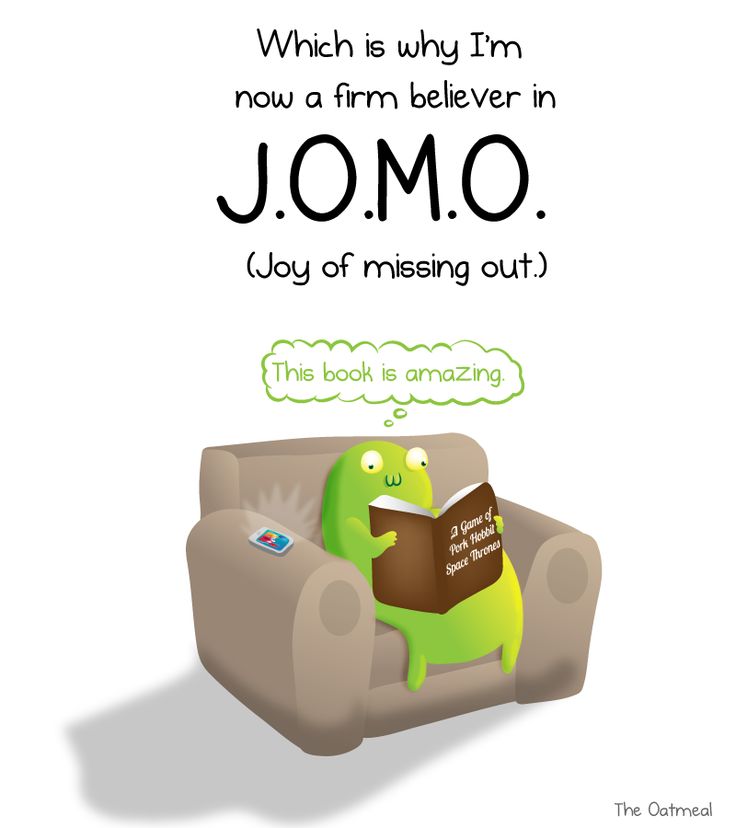 Which is why I'm
now a firm believer in
J.O.M.O.
(Joy of missing out.)
This book is amazing.
A Game of
Pork Hobbit
Space Thrones
The Oatmeal